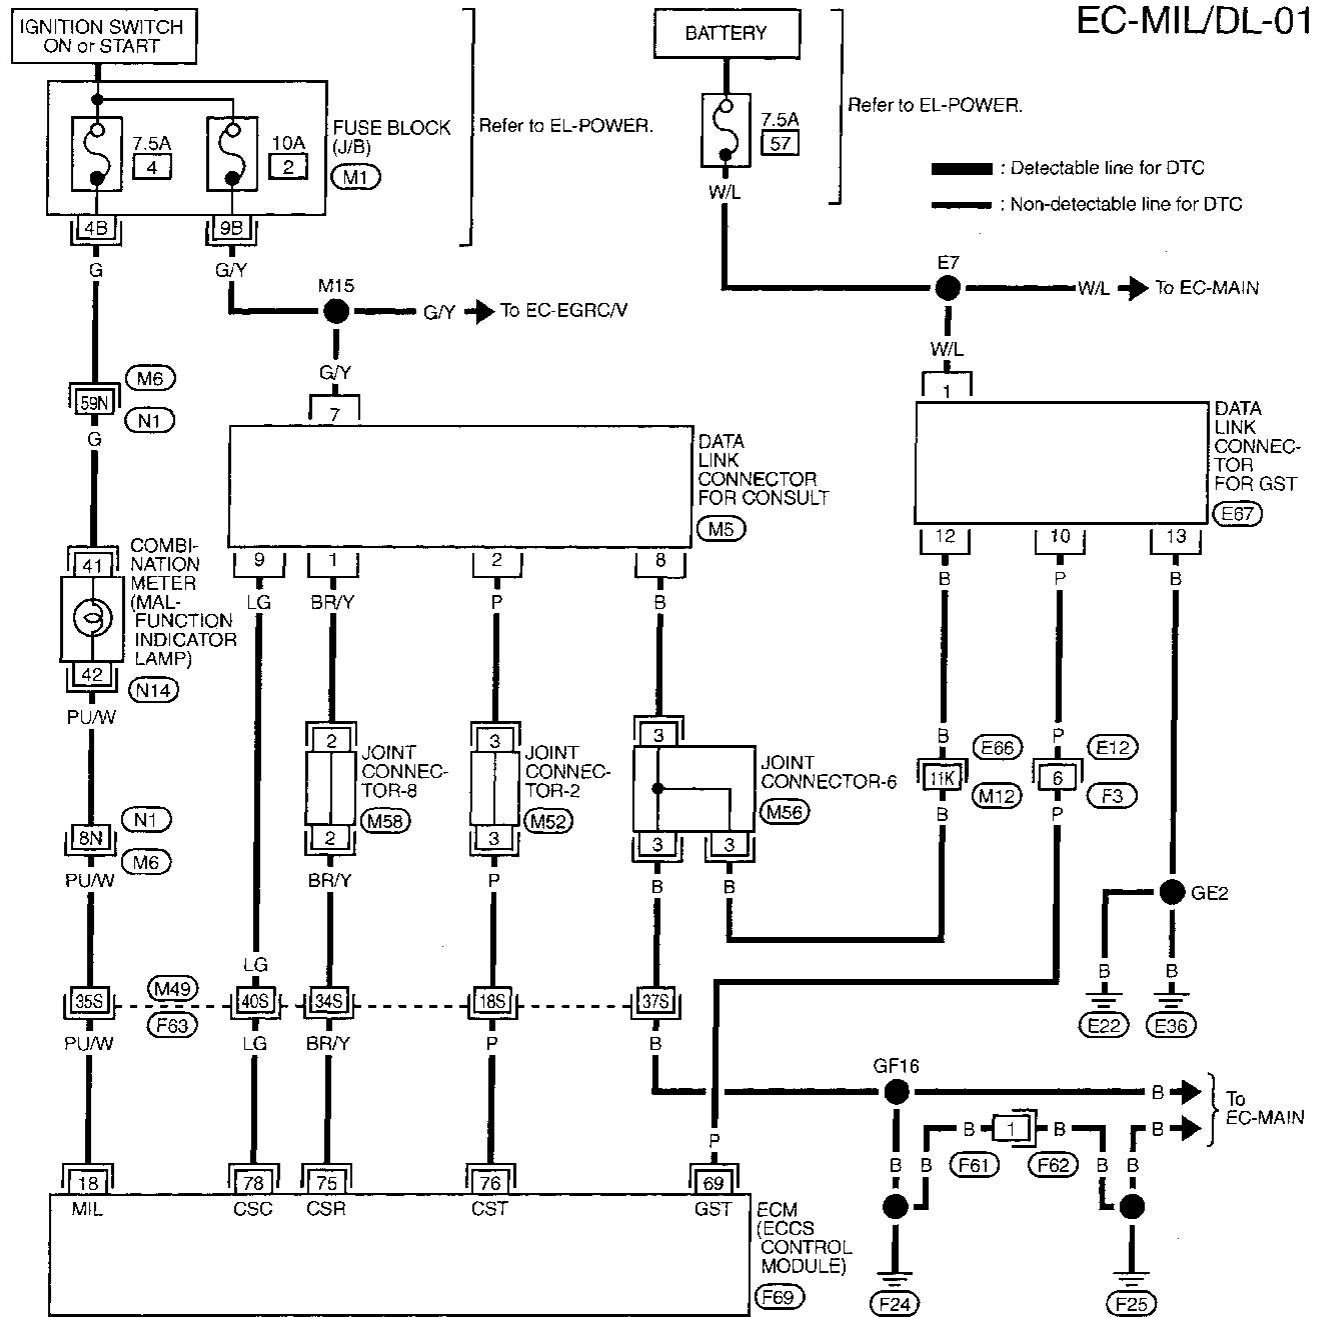 EC-MIL/DL-01
IGNITION SWITCH
ON or START
BATTERY
7.5A
4
10A
2
FUSE BLOCK
(J/B)
M1
Refer to EL-POWER.
7.5A
57
Refer to EL-POWER.
: Detectable line for DTC
: Non-detectable line for DTC
4B
9B
W/L
G
G/Y
M15
G/Y
To EC-EGRC/V
E7
W/L
To EC-MAIN
G/Y
W/L
M6
59N
N1
G
7
1
DATA
LINK
CONNECTOR
FOR CONSULT
M5
DATA
LINK
CONNEC-
TOR
FOR GST
E67
9
1
2
8
12
10
13
41
COMBI-
NATION
METER
(MAL-
FUNCTION
INDICATOR
LAMP)
42
N14
LG
BR/Y
P
B
B
P
B
PU/W
2
JOINT
CONNEC-
TOR-8
M58
2
3
JOINT
CONNEC-
TOR-2
M52
3
3
JOINT
CONNECTOR-6
M56
3
3
B
E66
11K
M12
B
P
E12
6
F3
P
N1
8N
M6
PU/W
BR/Y
P
B
B
GE2
B
B
E22
E36
LG
35S
M49
F63
40S
34S
18S
37S
PU/W
LG
BR/Y
P
B
GF16
B
To
EC-MAIN
B
1
B
B
F61
F62
P
B
B
B
B
18
78
75
76
69
MIL
CSC
CSR
CST
GST
ECM
(ECCS
CONTROL
MODULE)
F69
F24
F25